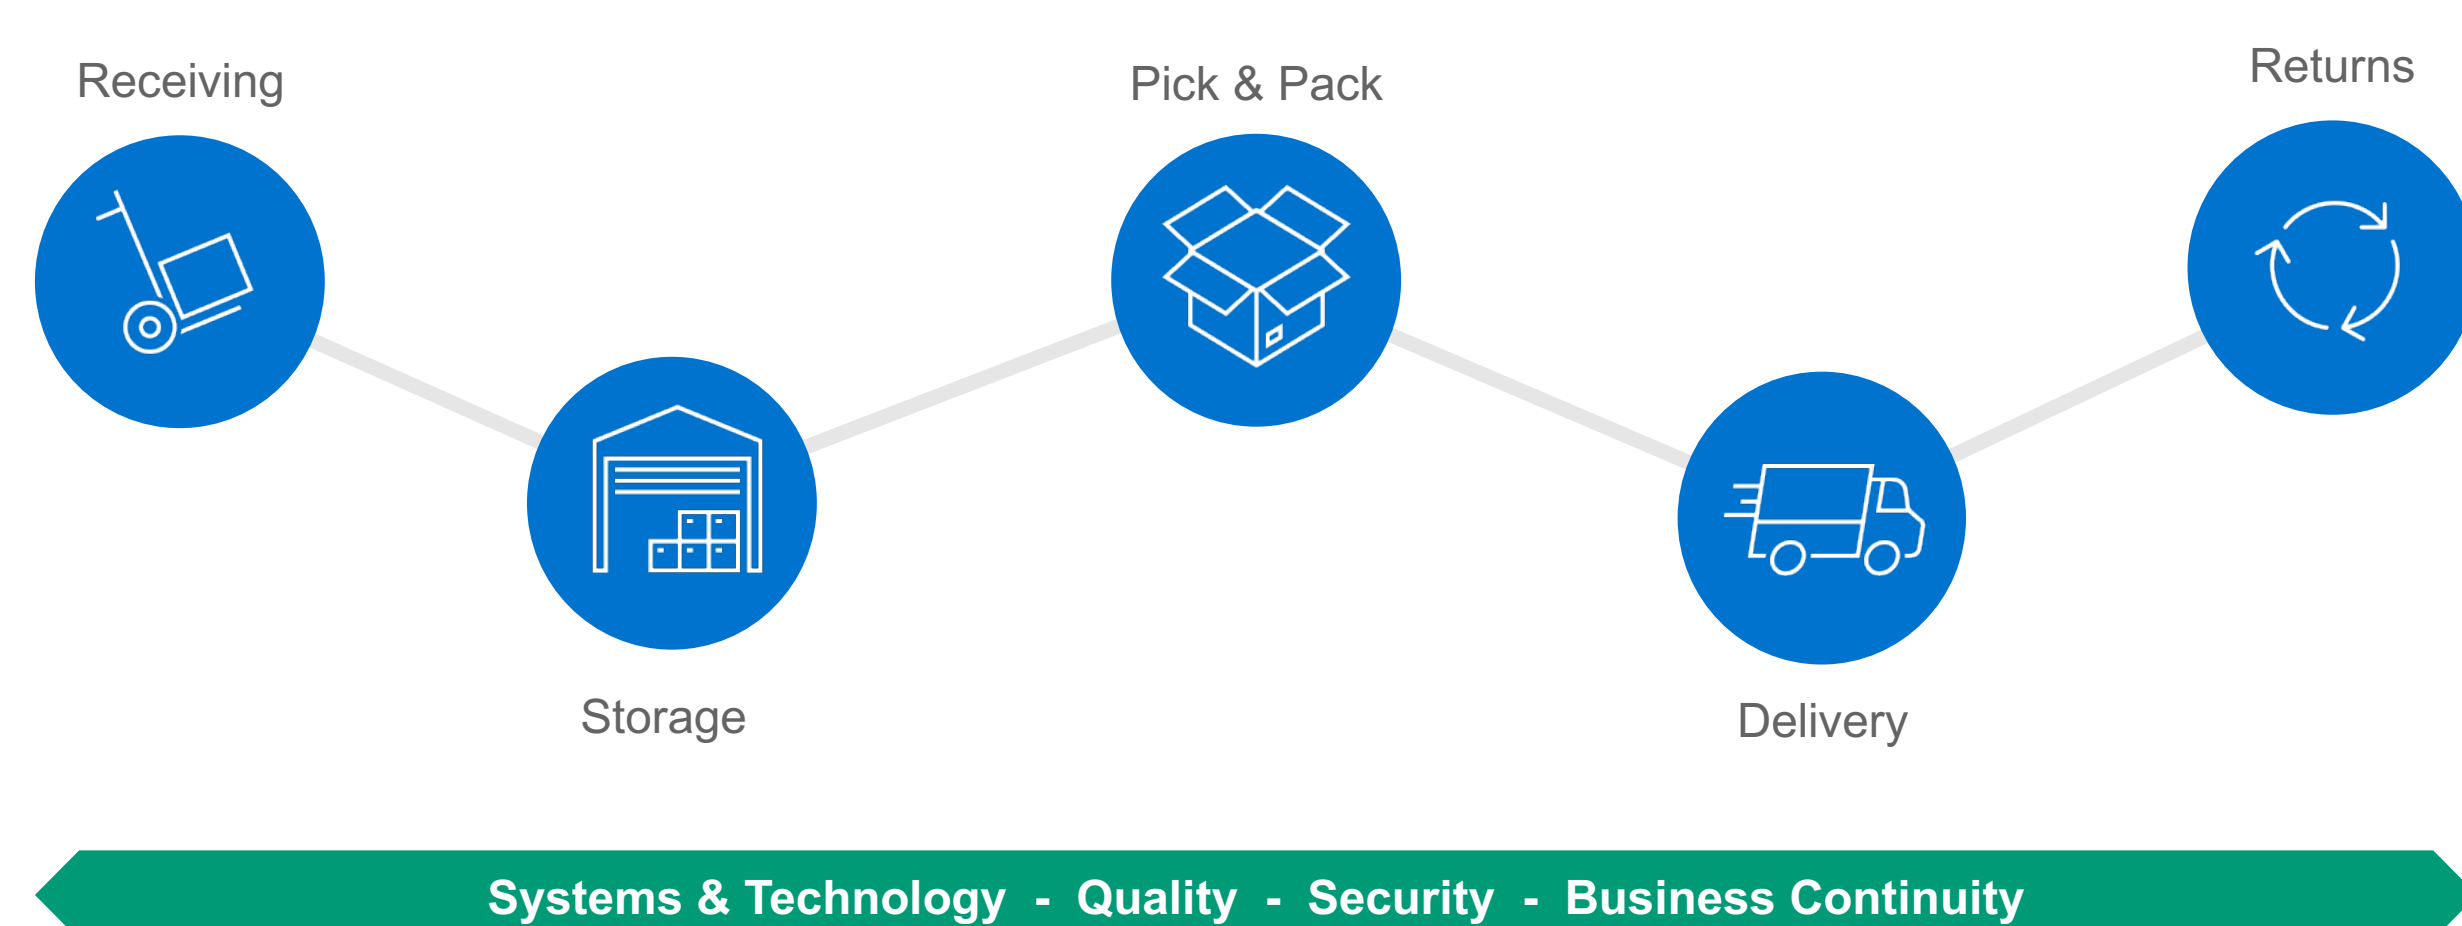 Receiving
Storage
Pick & Pack
Delivery
Returns
Systems & Technology - Quality - Security - Business Continuity